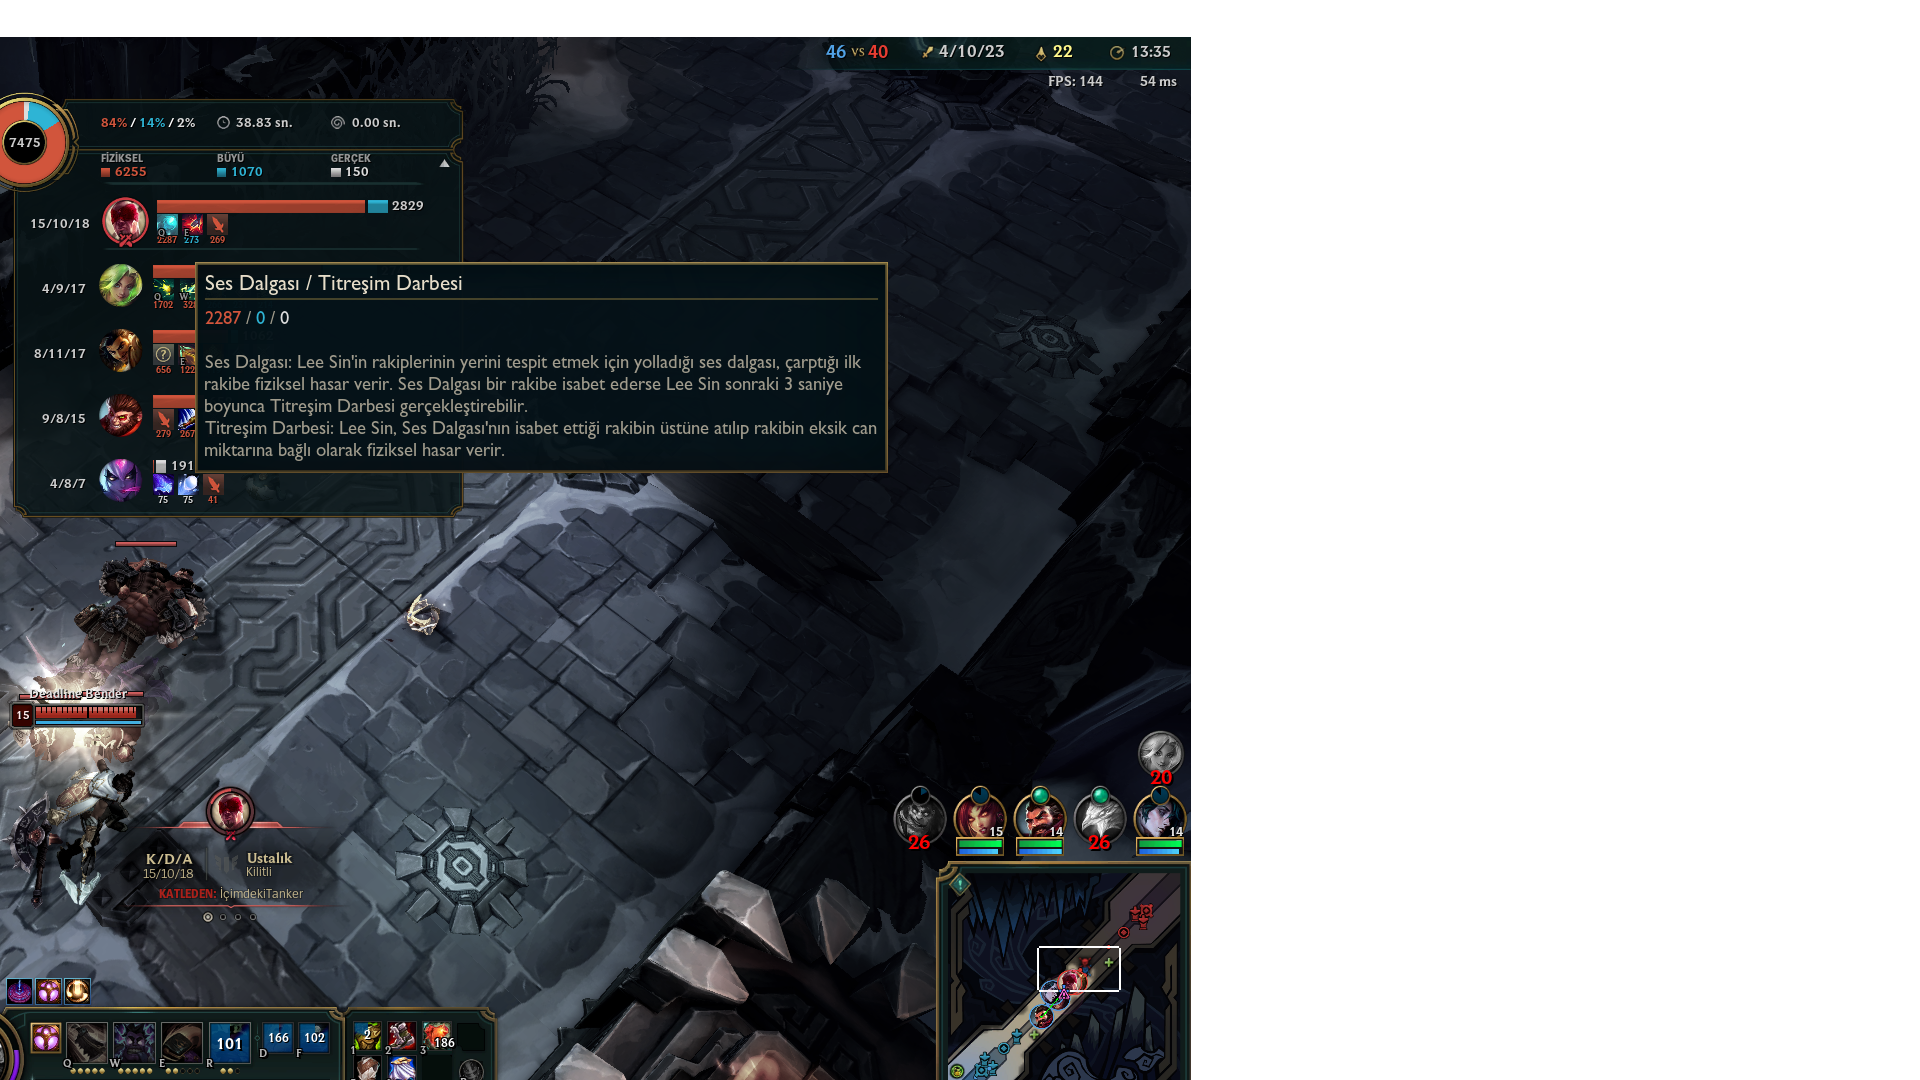 46 VS 40 4/10/23 22 13:35
FPS: 144 54 ms
7475
84% / 14% / 2% 38.83 sn. 0.00 sn.
FİZİKSEL BÜYÜ GERÇEK
6255 1070 150
15/10/18 2829
Q E
2287 273 269
4/9/17
Q W
1702
Ses Dalgası / Titreşim Darbesi
2287 / 0 / 0
Ses Dalgası: Lee Sin'in rakiplerinin yerini tespit etmek için yolladığı ses dalgası, çarptığı ilk
rakibe fiziksel hasar verir. Ses Dalgası bir rakibe isabet ederse Lee Sin sonraki 3 saniye
boyunca Titreşim Darbesi gerçekleştirebilir.
Titreşim Darbesi: Lee Sin, Ses Dalgası'nın isabet ettiği rakibin üstüne atılıp rakibin eksik can
miktarına bağlı olarak fiziksel hasar verir.
8/11/17
? E
656
9/8/15
279 267
4/8/7 191
75 75 41
Deadline Bender
15
K/D/A Ustalık
15/10/18 Kilitli
KATLEDEN: İçimdekiTanker
20
26 15 14 26 14
101 166 102
Q W E R D F
2 186
1 2 3